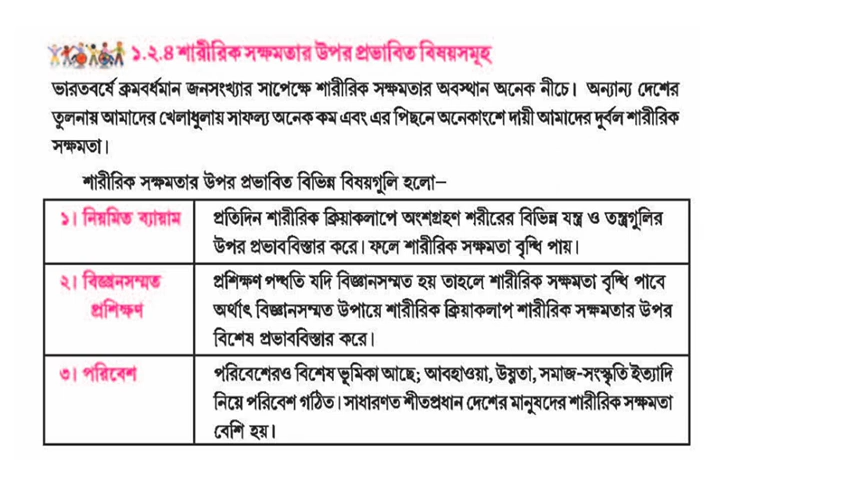 ১.২.৪ শারীরিক সক্ষমতার উপর প্রভাবিত বিষয়সমূহ
ভারতবর্ষে ক্রমবর্ধমান জনসংখ্যার সাপেক্ষে শারীরিক সক্ষমতার অবস্থান অনেক নীচে। অন্যান্য দেশের
তুলনায় আমাদের খেলাধুলায় সাফল্য অনেক কম এবং এর পিছনে অনেকাংশে দায়ী আমাদের দুর্বল শারীরিক
সক্ষমতা।
শারীরিক সক্ষমতার উপর প্রভাবিত বিভিন্ন বিষয়গুলি হলো–
১। নিয়মিত ব্যায়াম
প্রতিদিন শারীরিক ক্রিয়াকলাপে অংশগ্রহণ শরীরের বিভিন্ন যন্ত্র ও তন্ত্রগুলির
উপর প্রভাববিস্তার করে। ফলে শারীরিক সক্ষমতা বৃদ্ধি পায়।
২। বিজ্ঞানসম্মত
প্রশিক্ষণ
প্রশিক্ষণ পদ্ধতি যদি বিজ্ঞানসম্মত হয় তাহলে শারীরিক সক্ষমতা বৃদ্ধি পাবে
অর্থাৎ বিজ্ঞানসম্মত উপায়ে শারীরিক ক্রিয়াকলাপ শারীরিক সক্ষমতার উপর
বিশেষ প্রভাববিস্তার করে।
৩। পরিবেশ
পরিবেশেরও বিশেষ ভূমিকা আছে; আবহাওয়া, উষ্ণতা, সমাজ-সংস্কৃতি ইত্যাদি
নিয়ে পরিবেশ গঠিত। সাধারণত শীতপ্রধান দেশের মানুষদের শারীরিক সক্ষমতা
বেশি হয়।